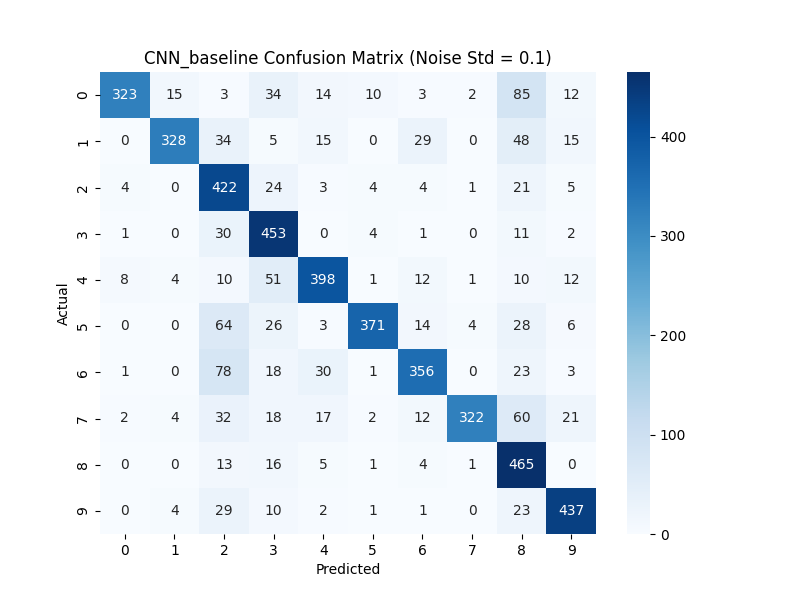 CNN_baseline Confusion Matrix (Noise Std = 0.1)
0 323 15 3 34 14 10 3 2 85 12
1 0 328 34 5 15 0 29 0 48 15
2 4 0 422 24 3 4 4 1 21 5
3 1 0 30 453 0 4 1 0 11 2
4 8 4 10 51 398 1 12 1 10 12
5 0 0 64 26 3 371 14 4 28 6
6 1 0 78 18 30 1 356 0 23 3
7 2 4 32 18 17 2 12 322 60 21
8 0 0 13 16 5 1 4 1 465 0
9 0 4 29 10 2 1 1 0 23 437
0 1 2 3 4 5 6 7 8 9
Predicted
Actual
400
300
200
100
0